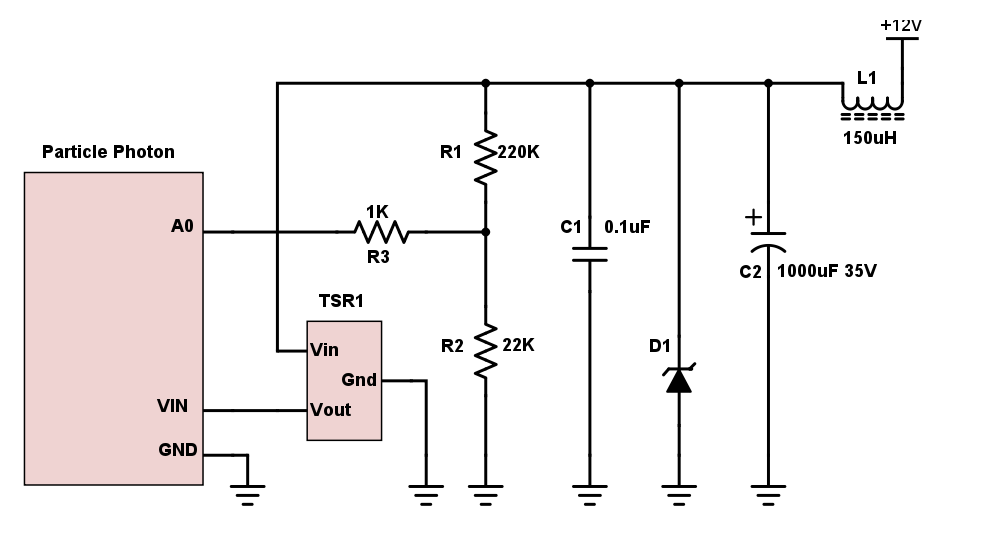 +12V
L1
150uH
Particle Photon
R1
220K
A0
1K
R3
C1
0.1uF
C2
1000uF 35V
TSR1
Vin
Gnd
Vout
R2
22K
D1
VIN
GND
+